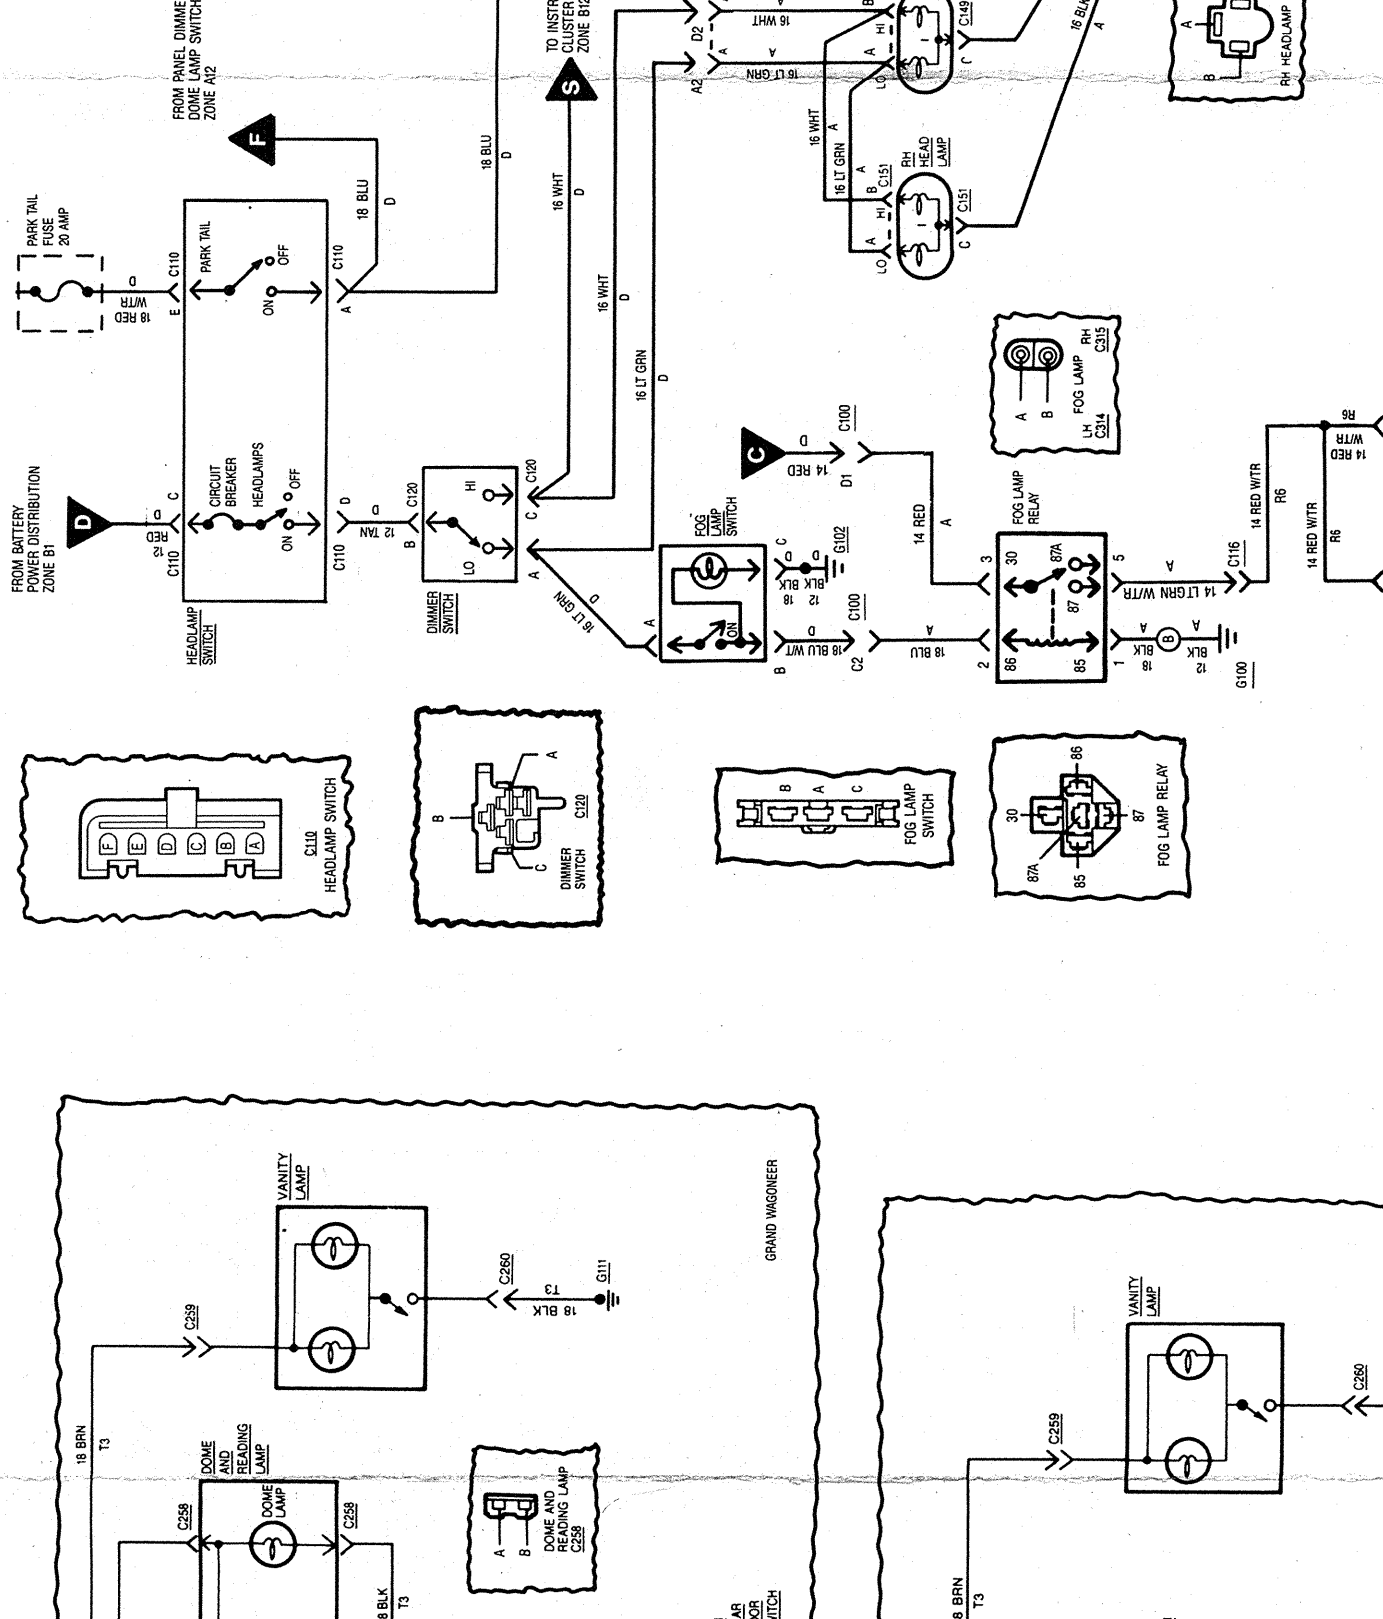 FROM PANEL DIMME
DOME LAMP SWITCH
ZONE A12
F
TO INSTR
CLUSTER
ZONE B12
S
PARK TAIL
FUSE
20 AMP
18 RED
W/TR
D
E
C110
PARK TAIL
OFF
ON
A
C110
18 BLU
D
18 BLU
D
16 WHT
D
16 WHT
D
16 LT GRN
D
D2
A2
A
16 WHT
A
A
16 LT GRN
B
HI
A
LO
C
C149
16 BLK
A
16 WHT
A
16 LT GRN
A
RH
HEAD
LAMP
B
C151
HI
A
LO
C
C151
A
B
RH HEADLAMP
FROM BATTERY
POWER DISTRIBUTION
ZONE B1
D
12
RED
D
C
C110
CIRCUIT
BREAKER
HEADLAMPS
OFF
ON
HEADLAMP
SWITCH
D
C110
12 TAN
D
B
C120
HI
LO
DIMMER
SWITCH
C
C120
A
16 LT GRN
D
A
FOG
LAMP
SWITCH
ON
C
D
D
18 BLK
12 BLK
G102
B
18 BLU W/T
D
C2
C100
18 BLU
A
2
C
14 RED
D
D1
C100
14 RED
A
3
FOG LAMP
RELAY
30
87A
87
86
85
5
14 LT GRN W/TR
A
C116
14 RED W/TR
R6
14 RED W/TR
R6
14 RED
W/TR
R6
1
18
BLK
A
B
12
BLK
A
G100
A
B
FOG LAMP
LH
C314
RH
C315
F
E
D
C
B
A
C110
HEADLAMP SWITCH
A
B
C
DIMMER
SWITCH
C120
B
A
C
FOG LAMP
SWITCH
86
30
87
87A
85
FOG LAMP RELAY
VANITY
LAMP
C259
C260
18 BLK
T3
G111
GRAND WAGONEER
18 BRN
T3
DOME
AND
READING
LAMP
C258
DOME
LAMP
C258
8 BLK
T3
A
B
DOME AND
READING LAMP
C258
VANITY
LAMP
C259
C260
8 BRN
T3